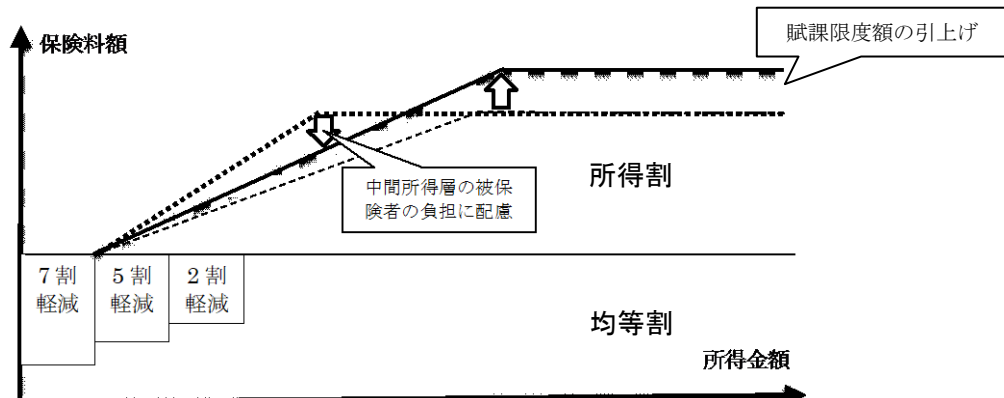 保険料額
賦課限度額の引上げ
中間所得層の被保
険者の負担に配慮
所得割
7割
軽減
5割
軽減
2割
軽減
均等割
所得金額